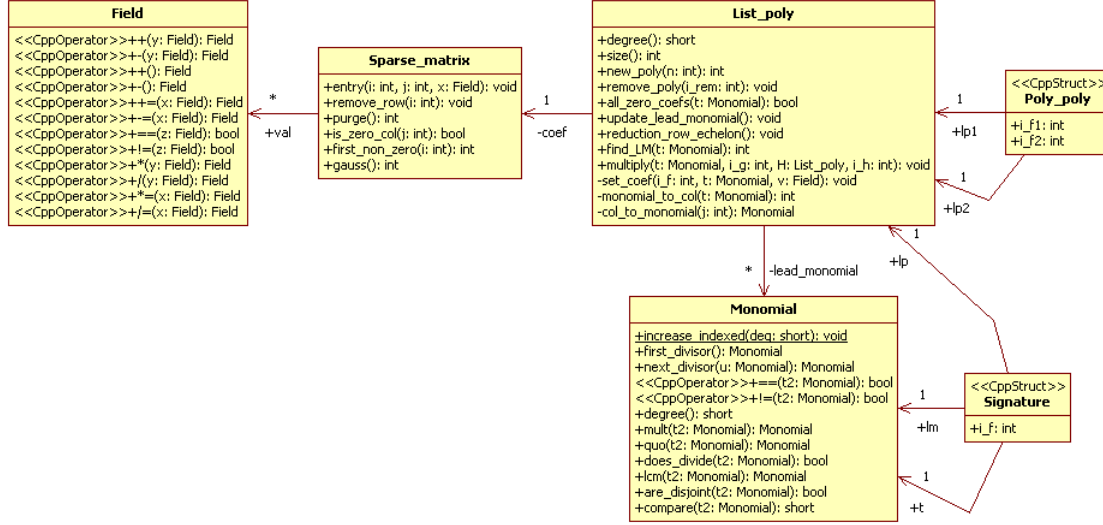 Field
<<CppOperator>>++(y: Field): Field
<<CppOperator>>+-(y: Field): Field
<<CppOperator>>++(): Field
<<CppOperator>>+-(): Field
<<CppOperator>>++=(x: Field): Field
<<CppOperator>>+-=(x: Field): Field
<<CppOperator>>+==(z: Field): bool
<<CppOperator>>+!=(z: Field): bool
<<CppOperator>>+*(y: Field): Field
<<CppOperator>>+/(y: Field): Field
<<CppOperator>>+*=(x: Field): Field
<<CppOperator>>+/=(x: Field): Field
*
+val
Sparse_matrix
+entry(i: int, j: int, x: Field): void
+remove_row(i: int): void
+purge(): int
+is_zero_col(j: int): bool
+first_non_zero(i: int): int
+gauss(): int
1
-coef
List_poly
+degree(): short
+size(): int
+new_poly(n: int): int
+remove_poly(i_rem: int): void
+all_zero_coefs(t: Monomial): bool
+update_lead_monomial(): void
+reduction_row_echelon(): void
+find_LM(t: Monomial): int
+multiply(t: Monomial, i_g: int, H: List_poly, i_h: int): void
-set_coef(i_f: int, t: Monomial, v: Field): void
-monomial_to_col(t: Monomial): int
-col_to_monomial(j: int): Monomial
1
+lp1
1
+lp2
<<CppStruct>>
Poly_poly
+i_f1: int
+i_f2: int
1
+lp
*
-lead_monomial
Monomial
+increase_indexed(deg: short): void
+first_divisor(): Monomial
+next_divisor(u: Monomial): Monomial
<<CppOperator>>+==(t2: Monomial): bool
<<CppOperator>>+!=(t2: Monomial): bool
+degree(): short
+mult(t2: Monomial): Monomial
+quo(t2: Monomial): Monomial
+does_divide(t2: Monomial): bool
+lcm(t2: Monomial): Monomial
+are_disjoint(t2: Monomial): bool
+compare(t2: Monomial): short
1
+lm
1
+t
<<CppStruct>>
Signature
+i_f: int